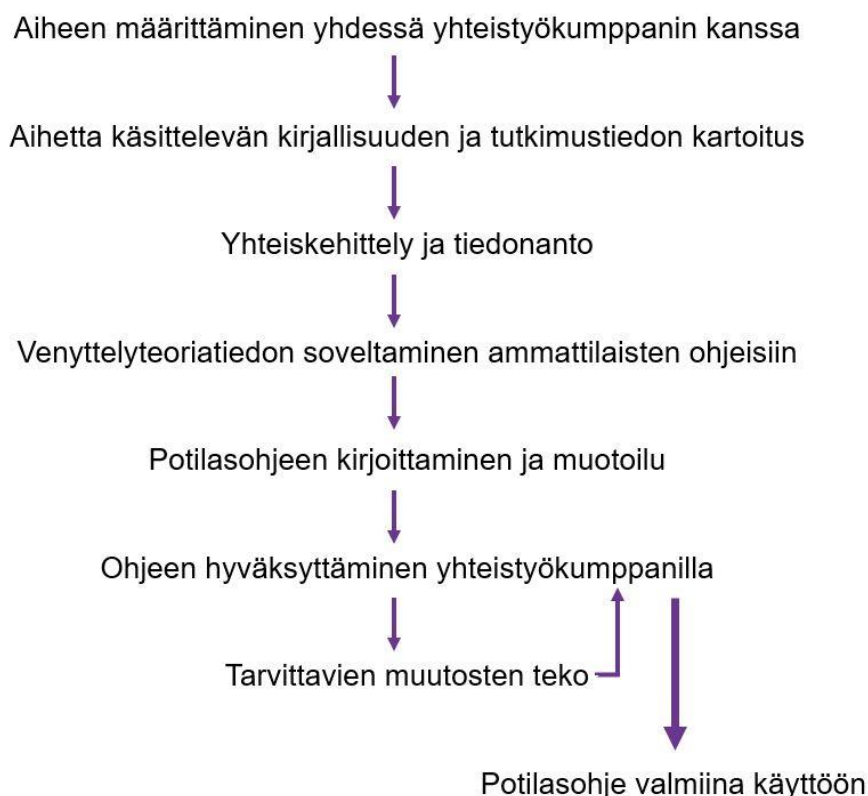 Aiheen määrittäminen yhdessä yhteistyökumppanin kanssa
Aihetta käsittelevän kirjallisuuden ja tutkimustiedon kartoitus
Yhteiskehittely ja tiedonanto
Venyttelyteoriatiedon soveltaminen ammattilaisten ohjeisiin
Potilasohjeen kirjoittaminen ja muotoilu
Ohjeen hyväksyttäminen yhteistyökumppanilla
Tarvittavien muutosten teko
Potilasohje valmiina käyttöön